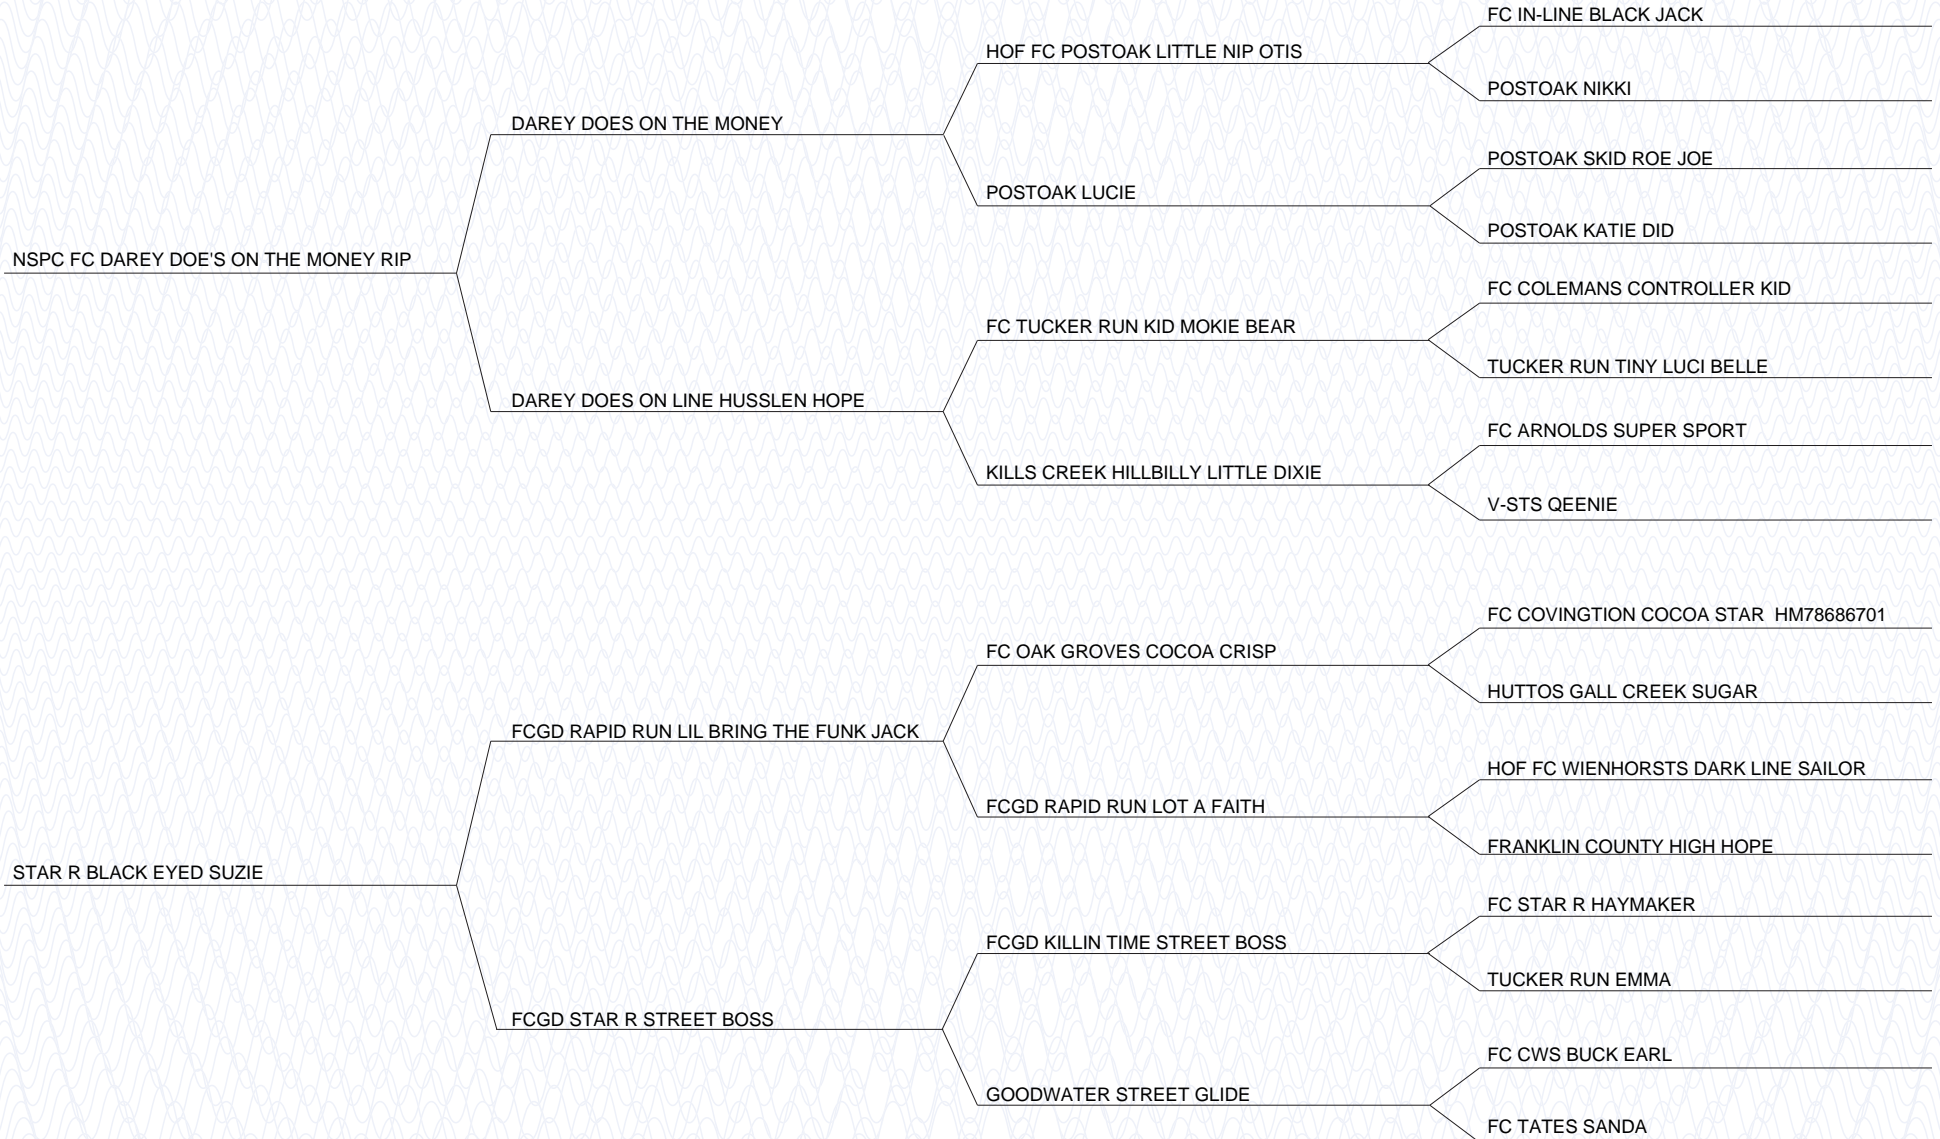 FC IN-LINE BLACK JACK
HOF FC POSTOAK LITTLE NIP OTIS
POSTOAK NIKKI
DAREY DOES ON THE MONEY
POSTOAK SKID ROE JOE
POSTOAK LUCIE
POSTOAK KATIE DID
NSPC FC DAREY DOE'S ON THE MONEY RIP
FC COLEMANS CONTROLLER KID
FC TUCKER RUN KID MOKIE BEAR
TUCKER RUN TINY LUCI BELLE
DAREY DOES ON LINE HUSSLEN HOPE
FC ARNOLDS SUPER SPORT
KILLS CREEK HILLBILLY LITTLE DIXIE
V-STS QEENIE
FC COVINGTION COCOA STAR  HM78686701
FC OAK GROVES COCOA CRISP
HUTTOS GALL CREEK SUGAR
FCGD RAPID RUN LIL BRING THE FUNK JACK
HOF FC WIENHORSTS DARK LINE SAILOR
FCGD RAPID RUN LOT A FAITH
FRANKLIN COUNTY HIGH HOPE
STAR R BLACK EYED SUZIE
FC STAR R HAYMAKER
FCGD KILLIN TIME STREET BOSS
TUCKER RUN EMMA
FCGD STAR R STREET BOSS
FC CWS BUCK EARL
GOODWATER STREET GLIDE
FC TATES SANDA